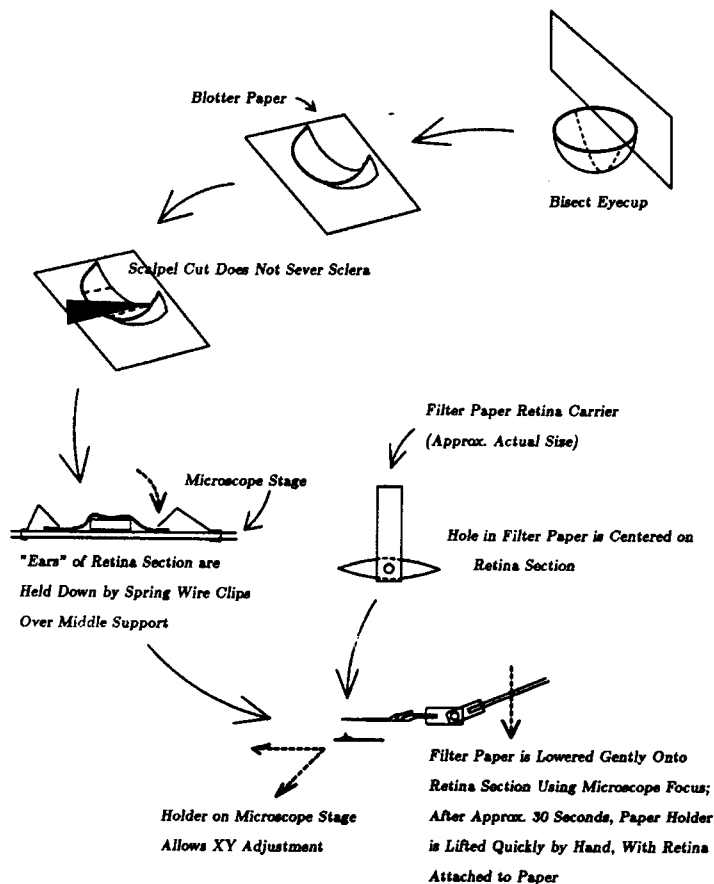 Blotter Paper
Bisect Eyecup
Scalpel Cut Does Not Sever Sclera
Filter Paper Retina Carrier
(Approx. Actual Size)
Microscope Stage
Hole in Filter Paper is Centered on
Retina Section
"Ears" of Retina Section are
Held Down by Spring Wire Clips
Over Middle Support
Filter Paper is Lowered Gently Onto
Retina Section Using Microscope Focus;
After Approx. 30 Seconds, Paper Holder
is Lifted Quickly by Hand, With Retina
Attached to Paper
Holder on Microscope Stage
Allows XY Adjustment